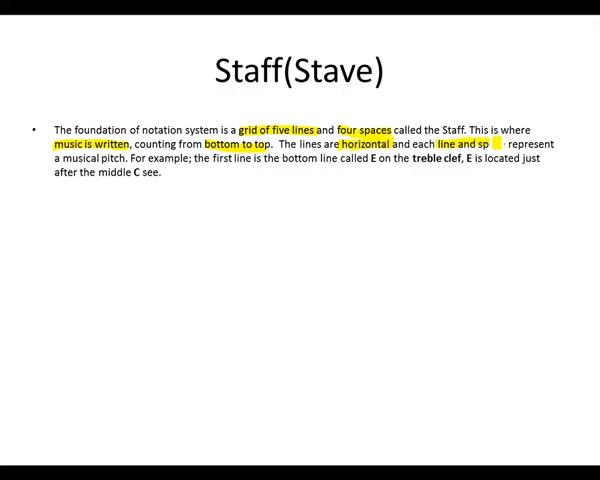 Staff(Stave)
• The foundation of notation system is a grid of five lines and four spaces called the Staff. This is where
music is written, counting from bottom to top. The lines are horizontal and each line and sp represent
a musical pitch. For example; the first line is the bottom line called E on the treble clef, E is located just
after the middle C see.